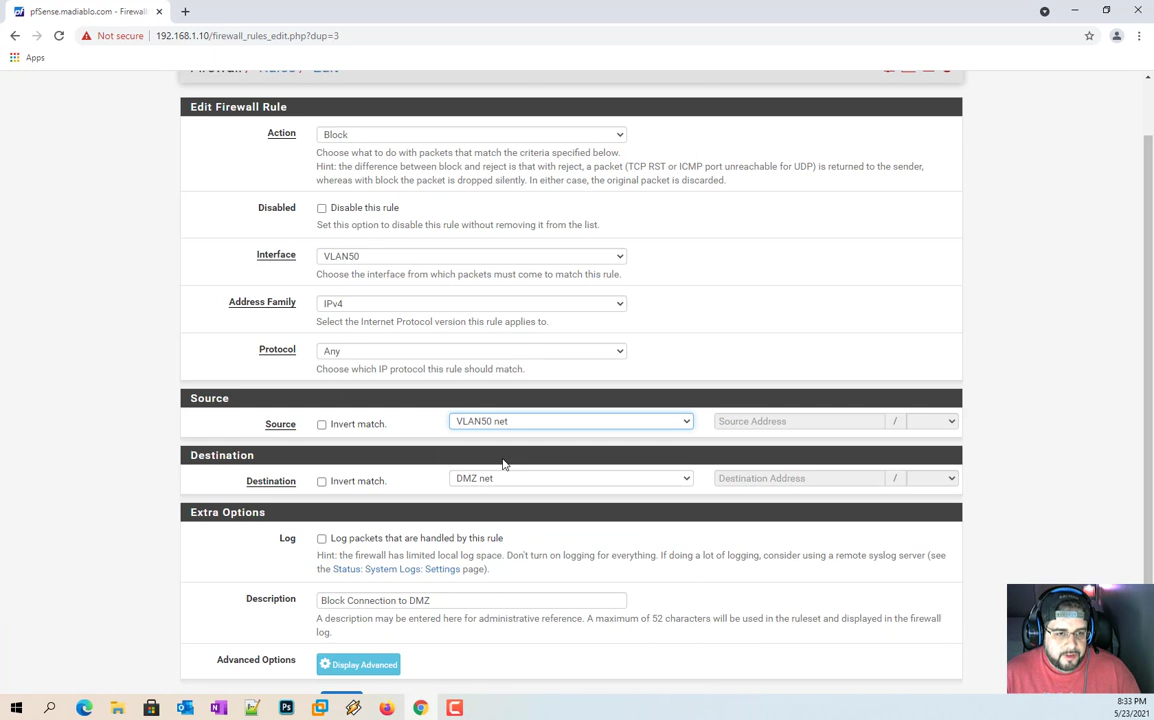 pfSense.madiablo.com - Firewall
Not secure 192.168.1.10/firewall_rules_edit.php?dup=3
Apps
Edit Firewall Rule
Action Block
Choose what to do with packets that match the criteria specified below.
Hint: the difference between block and reject is that with reject, a packet (TCP RST or ICMP port unreachable for UDP) is returned to the sender,
whereas with block the packet is dropped silently. In either case, the original packet is discarded.
Disabled Disable this rule
Set this option to disable this rule without removing it from the list.
Interface VLAN50
Choose the interface from which packets must come to match this rule.
Address Family IPv4
Select the Internet Protocol version this rule applies to.
Protocol Any
Choose which IP protocol this rule should match.
Source
Source Invert match. VLAN50 net Source Address /
Destination
Destination Invert match. DMZ net Destination Address /
Extra Options
Log Log packets that are handled by this rule
Hint: the firewall has limited local log space. Don't turn on logging for everything. If doing a lot of logging, consider using a remote syslog server (see
the Status: System Logs: Settings page).
Description Block Connection to DMZ
A description may be entered here for administrative reference. A maximum of 52 characters will be used in the ruleset and displayed in the firewall
log.
Advanced Options Display Advanced
8:33 PM
5/23/2021